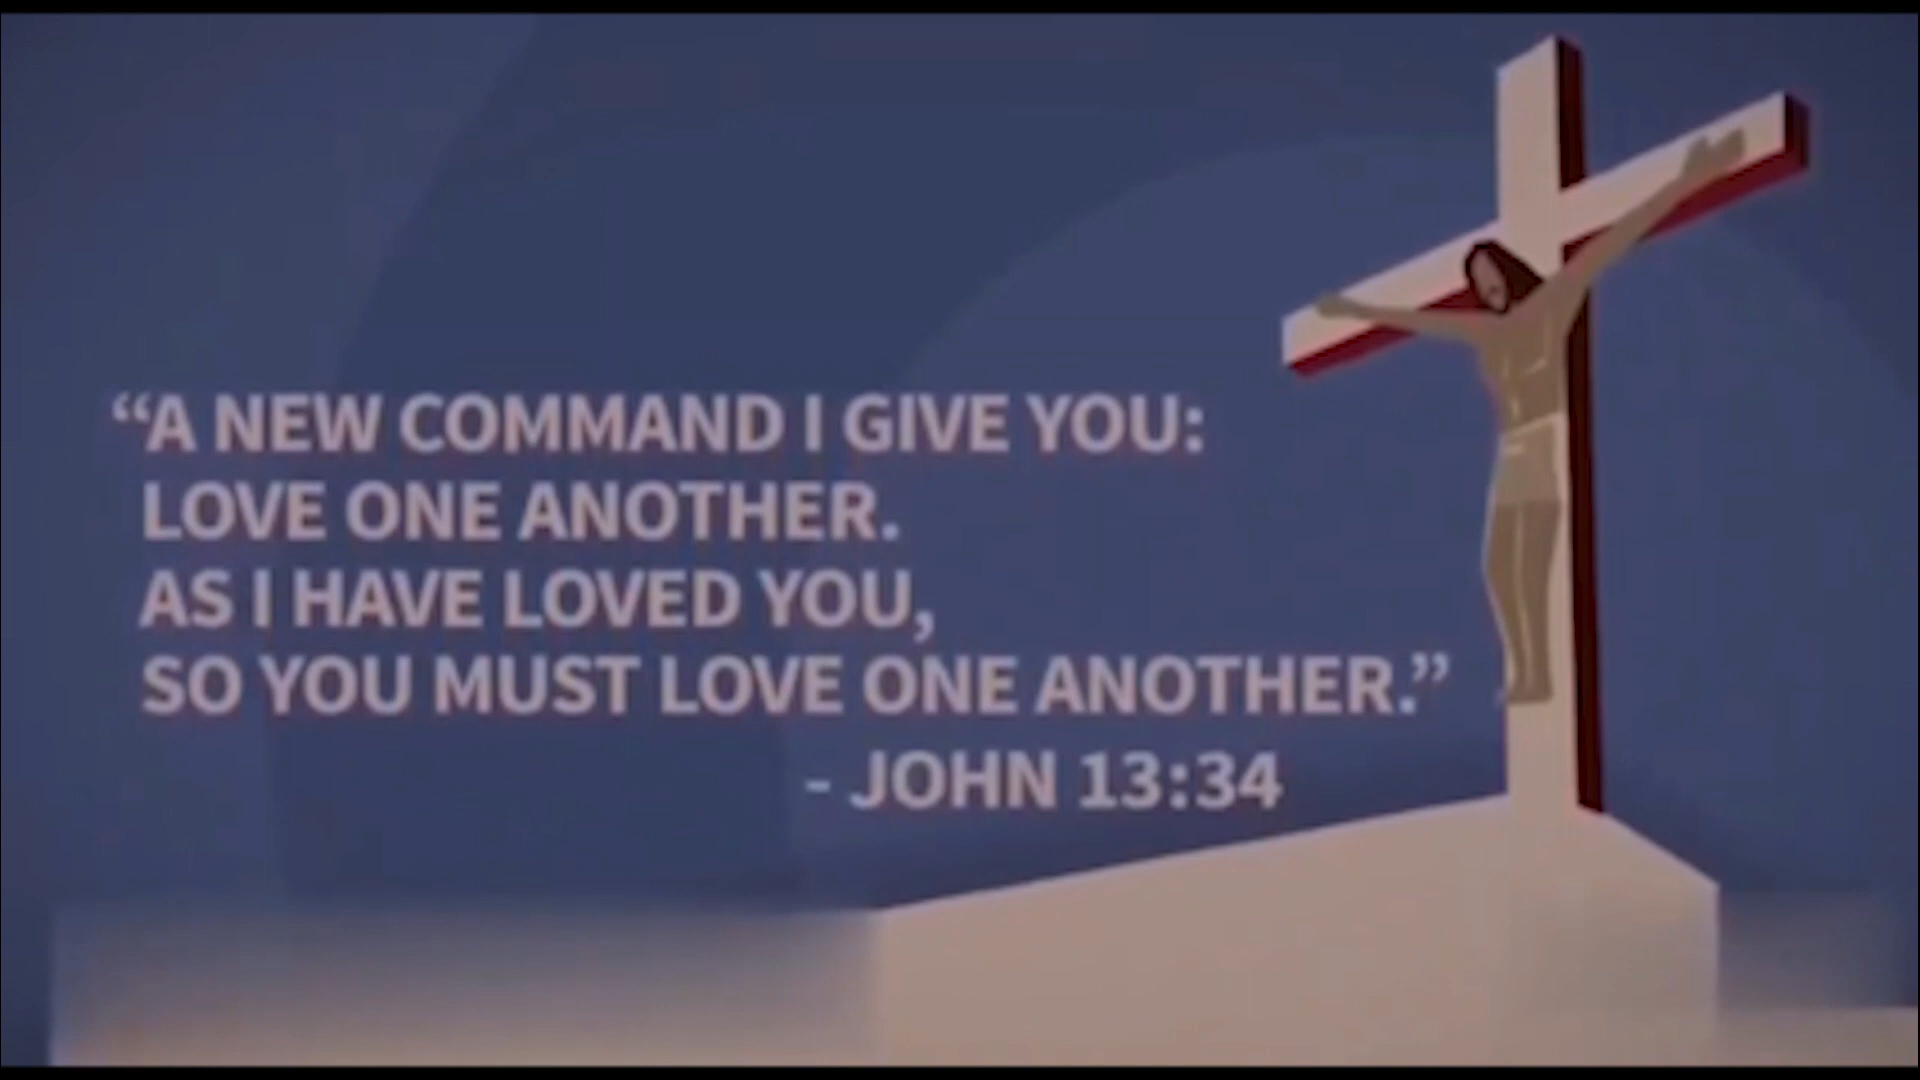 “A NEW COMMAND I GIVE YOU:
LOVE ONE ANOTHER.
AS I HAVE LOVED YOU,
SO YOU MUST LOVE ONE ANOTHER.”
- JOHN 13:34